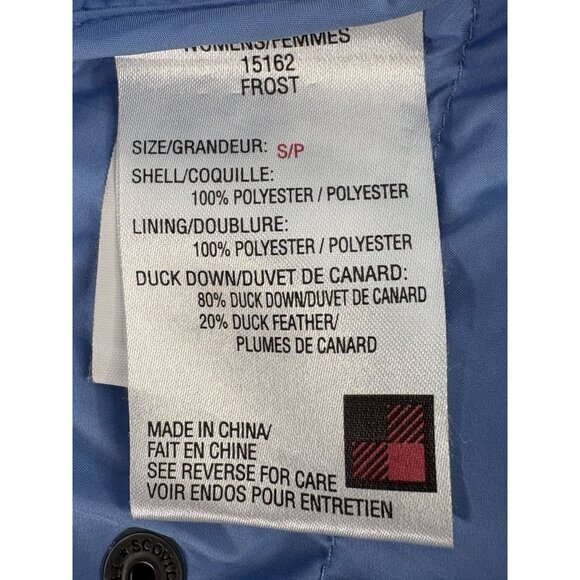 WOMENS/FEMMES
15162
FROST
SIZE/GRANDEUR: S/P
SHELL/COQUILLE:
100% POLYESTER / POLYESTER
LINING/DOUBLURE:
100% POLYESTER / POLYESTER
DUCK DOWN/DUVET DE CANARD:
80% DUCK DOWN/DUVET DE CANARD
20% DUCK FEATHER/
PLUMES DE CANARD
MADE IN CHINA/
FAIT EN CHINE
SEE REVERSE FOR CARE
VOIR ENDOS POUR ENTRETIEN